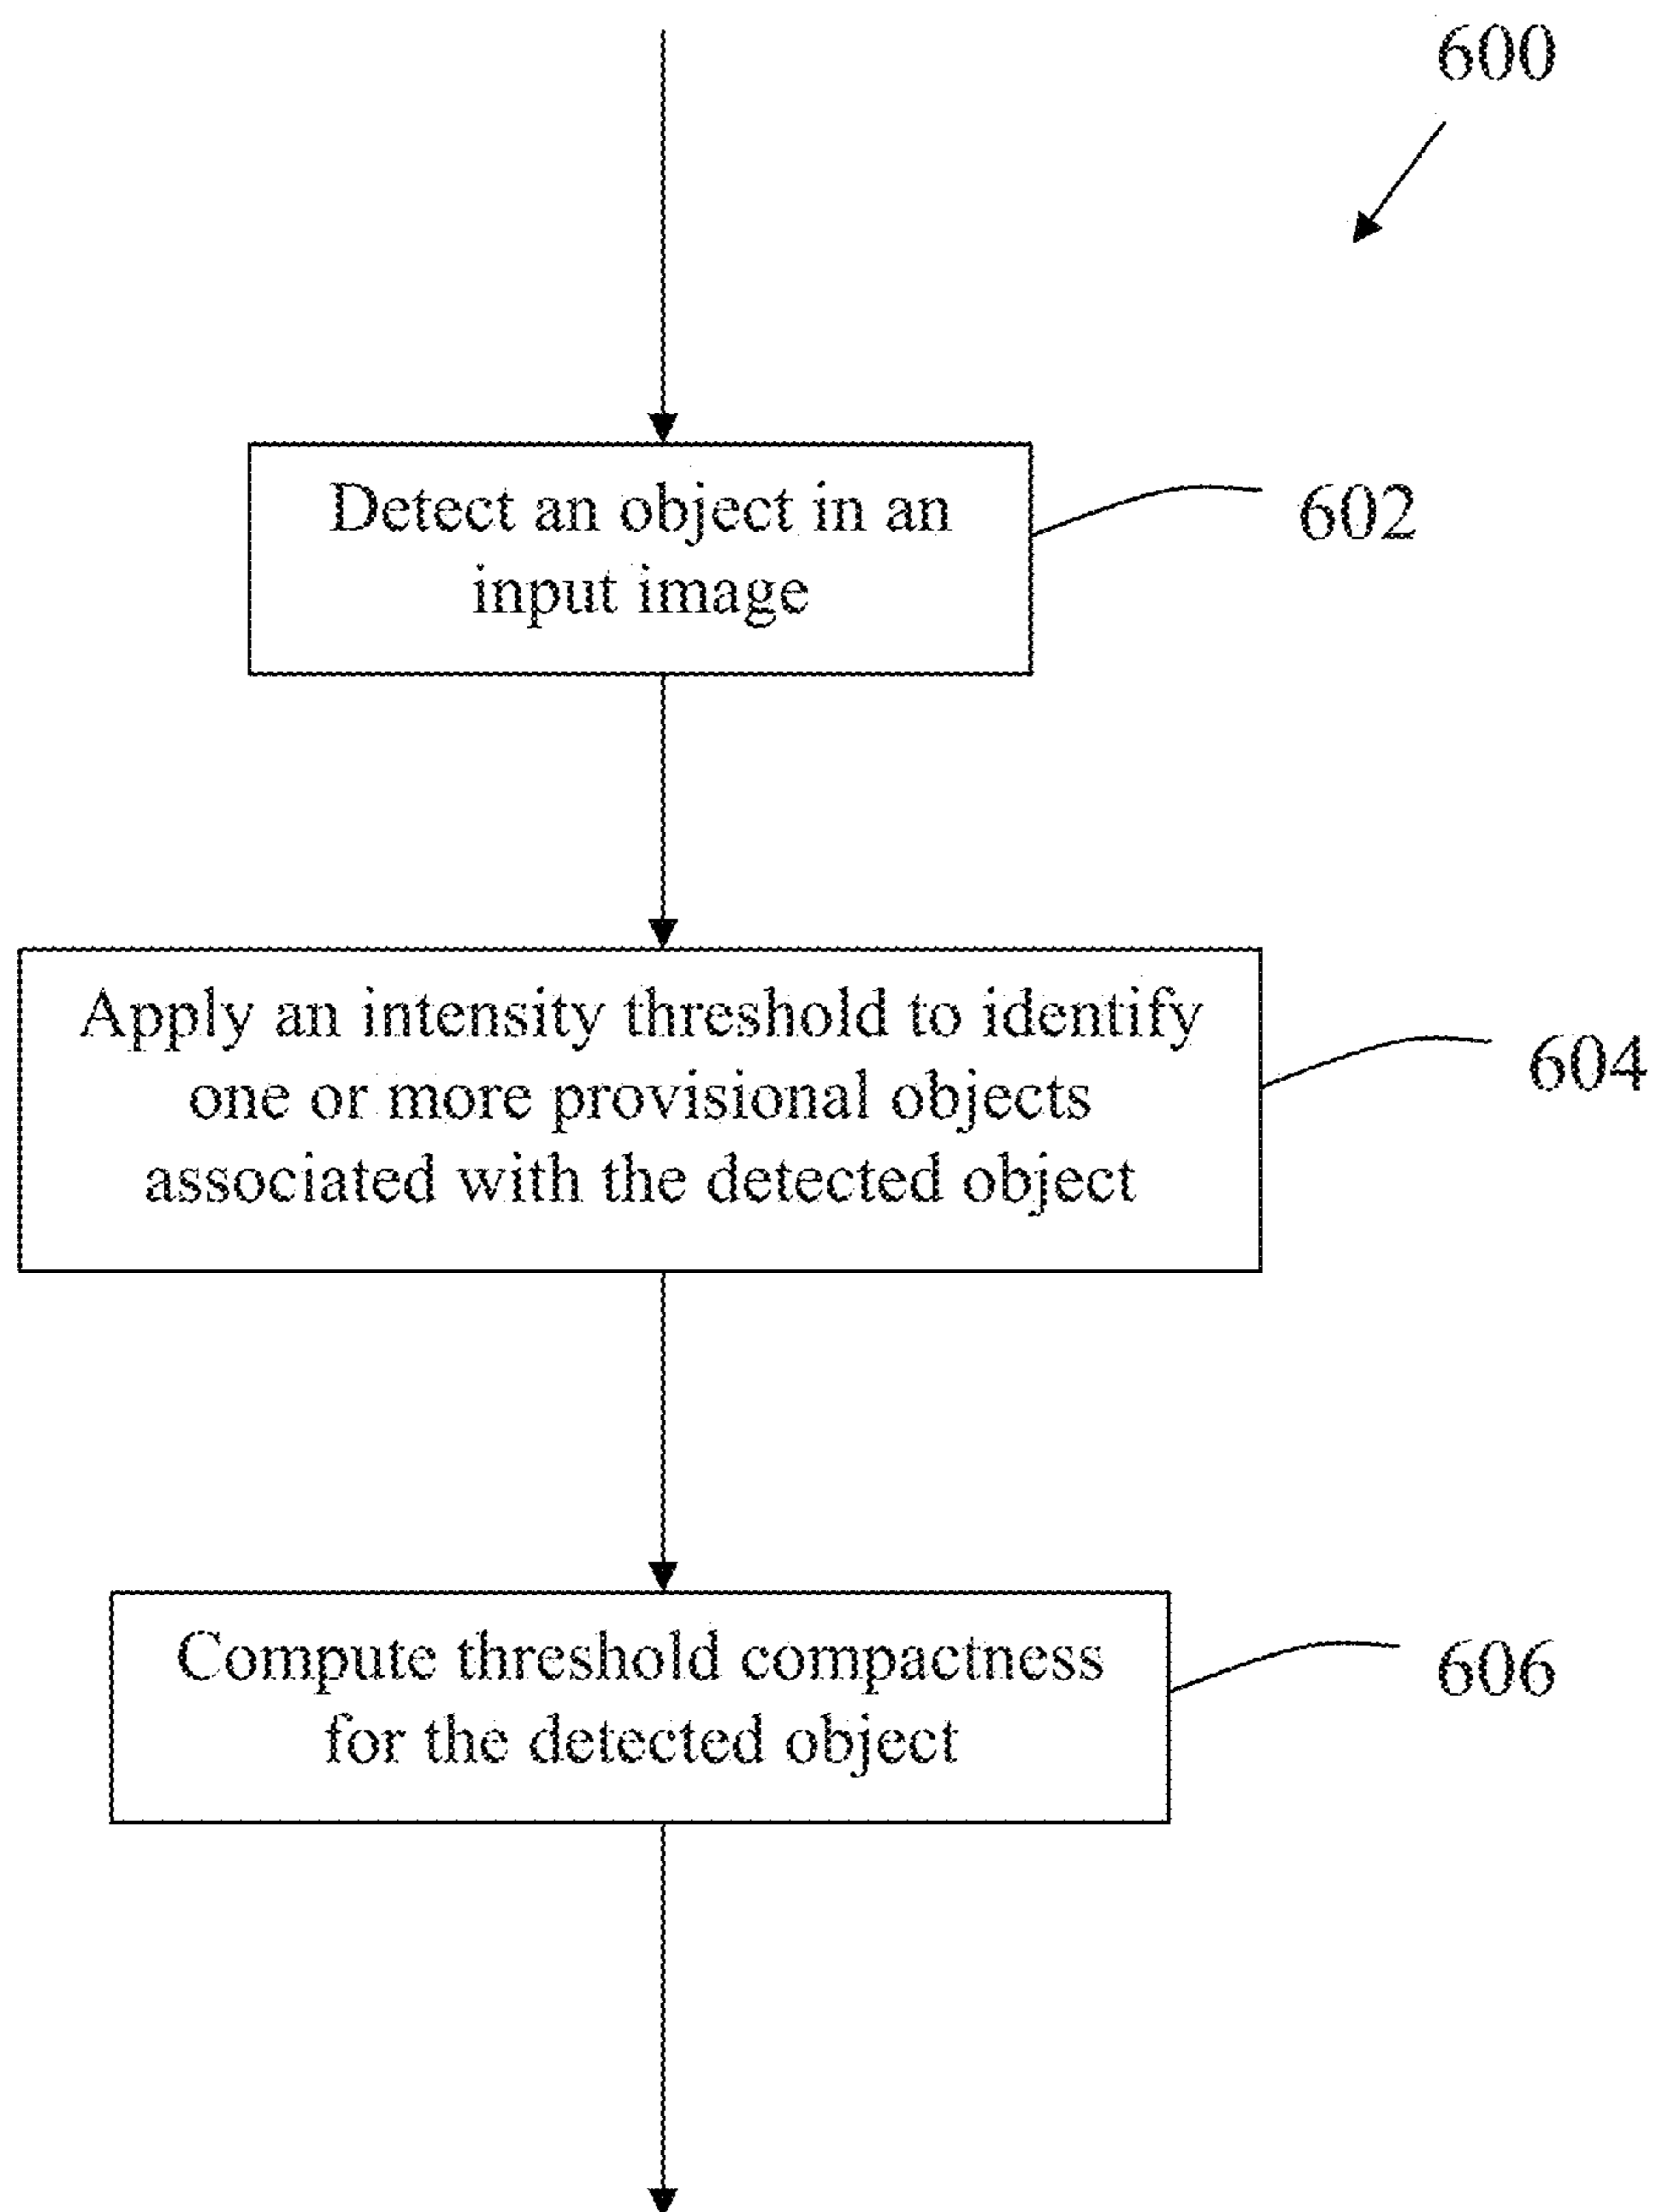 600
Detect an object in an
input image
602
Apply an intensity threshold to identify
one or more provisional objects
associated with the detected object
604
Compute threshold compactness
for the detected object
606